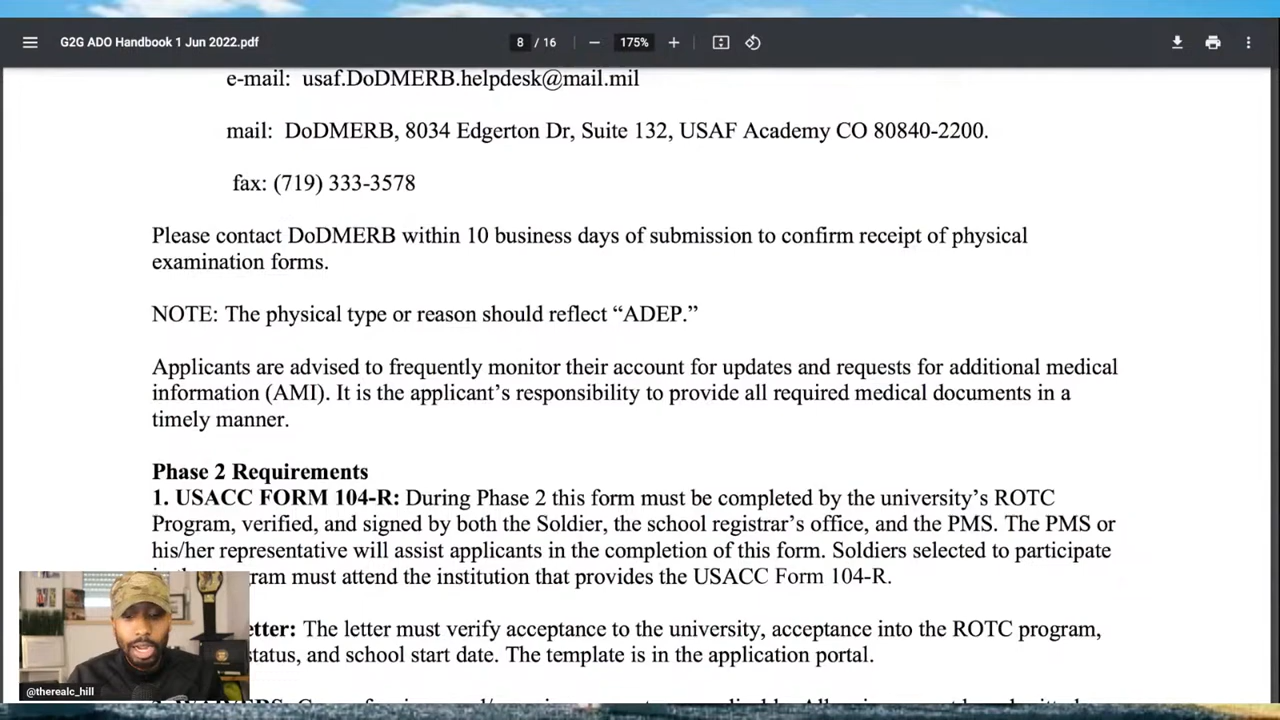 G2G ADO Handbook 1 Jun 2022.pdf
8 / 16
175%
e-mail: usaf.DoDMERB.helpdesk@mail.mil
mail: DoDMERB, 8034 Edgerton Dr, Suite 132, USAF Academy CO 80840-2200.
fax: (719) 333-3578
Please contact DoDMERB within 10 business days of submission to confirm receipt of physical
examination forms.
NOTE: The physical type or reason should reflect “ADEP.”
Applicants are advised to frequently monitor their account for updates and requests for additional medical
information (AMI). It is the applicant’s responsibility to provide all required medical documents in a
timely manner.
Phase 2 Requirements
1. USACC FORM 104-R: During Phase 2 this form must be completed by the university’s ROTC
Program, verified, and signed by both the Soldier, the school registrar’s office, and the PMS. The PMS or
his/her representative will assist applicants in the completion of this form. Soldiers selected to participate
must attend the institution that provides the USACC Form 104-R.
The letter must verify acceptance to the university, acceptance into the ROTC program,
status, and school start date. The template is in the application portal.
@therealc_hill